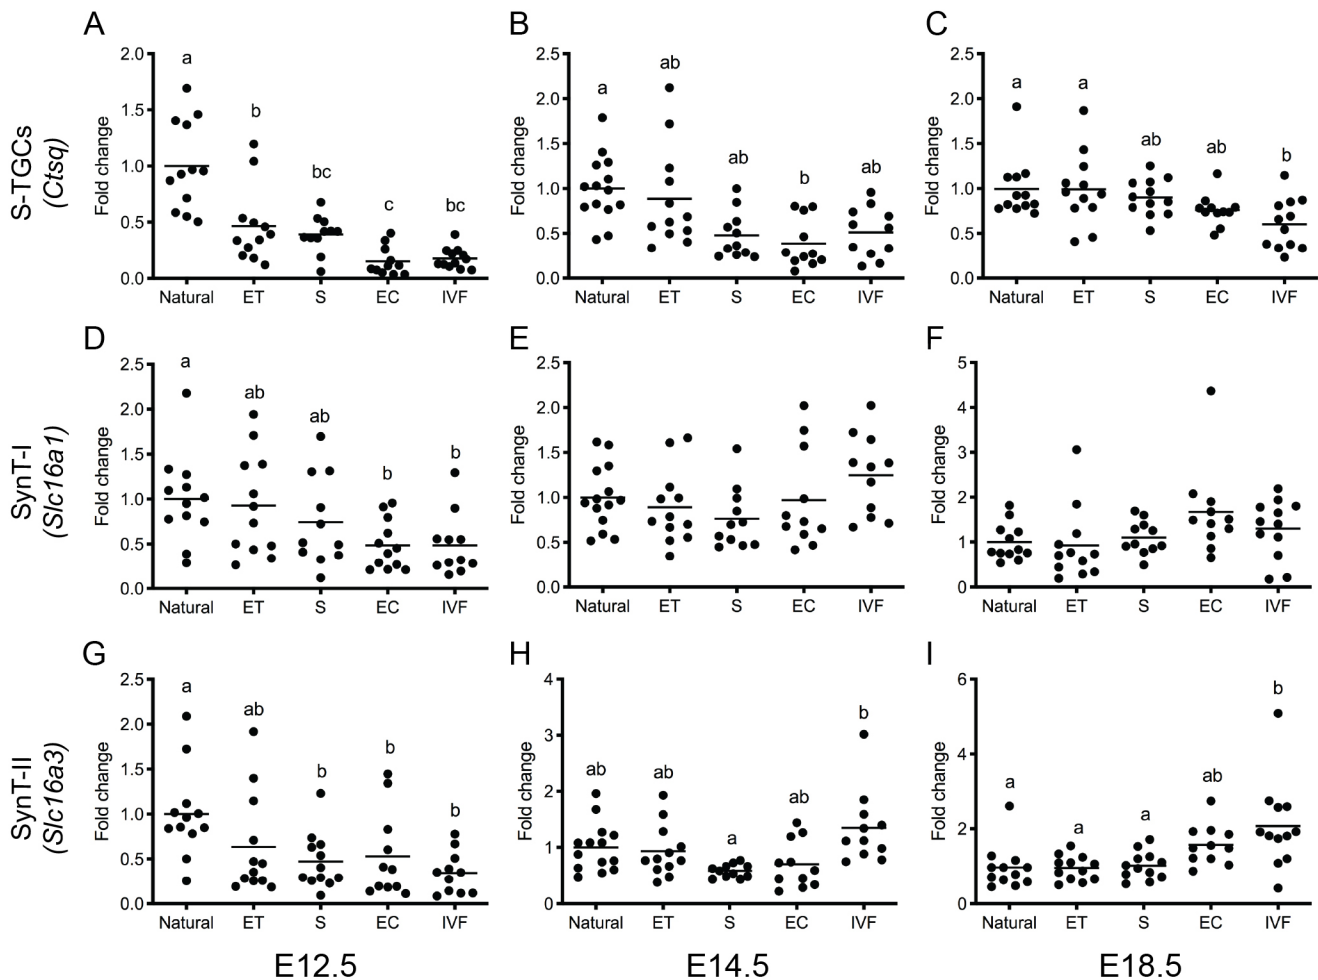 A
B
C
S-TGCs
(Ctsq)
Fold change
2.0
1.5
1.0
0.5
0.0
a
b
bc
c
bc
Natural ET S EC IVF
Fold change
2.5
2.0
1.5
1.0
0.5
0.0
a
ab
ab
b
ab
Natural ET S EC IVF
Fold change
2.5
2.0
1.5
1.0
0.5
0.0
a
a
ab
ab
b
Natural ET S EC IVF
D
E
F
SynT-I
(Slc16a1)
Fold change
2.5
2.0
1.5
1.0
0.5
0.0
a
ab
ab
b
b
Natural ET S EC IVF
Fold change
2.5
2.0
1.5
1.0
0.5
0.0
Natural ET S EC IVF
Fold change
5
4
3
2
1
0
Natural ET S EC IVF
G
H
I
SynT-II
(Slc16a3)
Fold change
2.5
2.0
1.5
1.0
0.5
0.0
a
ab
b
b
b
Natural ET S EC IVF
Fold change
4
3
2
1
0
ab
ab
a
ab
b
Natural ET S EC IVF
Fold change
6
4
2
0
a
a
a
ab
b
Natural ET S EC IVF
E12.5
E14.5
E18.5